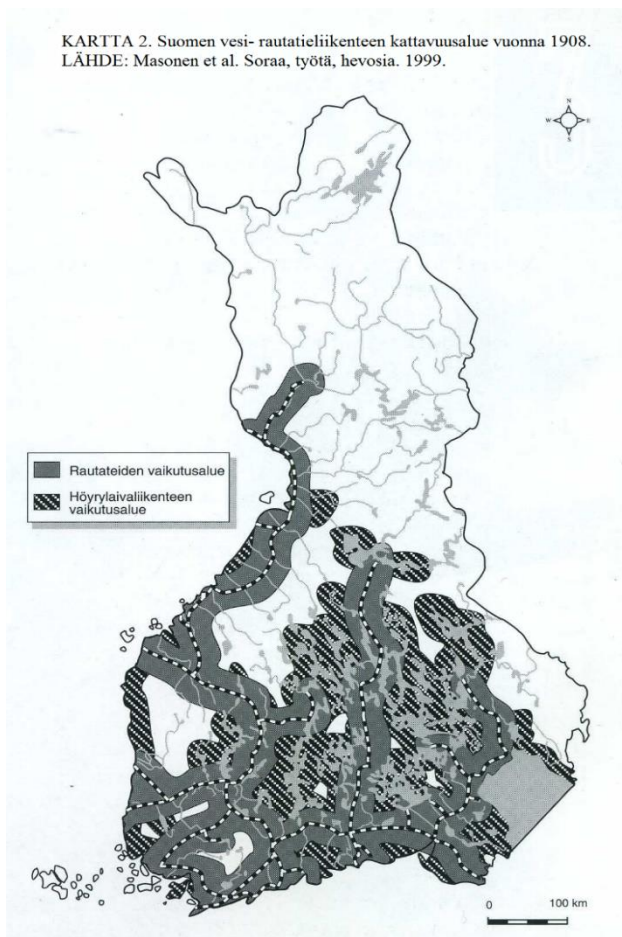 KARTTA 2. Suomen vesi- rautatieliikenteen kattavuusalue vuonna 1908.
LÄHDE: Masonen et al. Soraa, työtä, hevosia. 1999.
N
W E
S
Rautateiden vaikutusalue
Höyrylaivaliikenteen
vaikutusalue
0 100 km